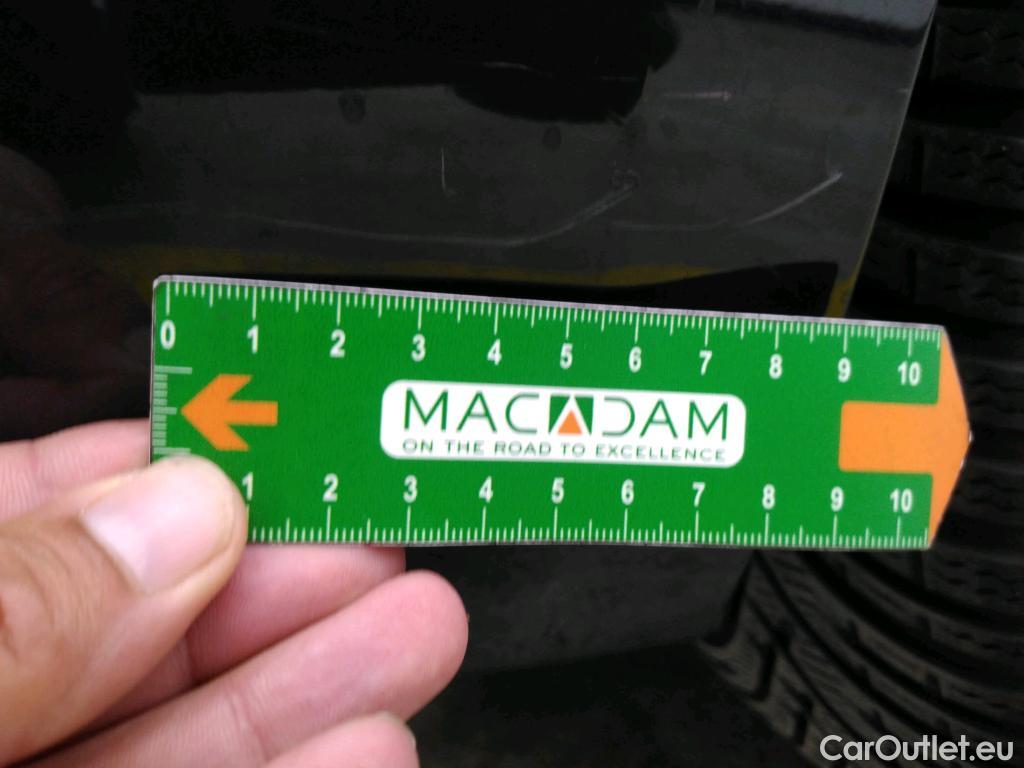 0 1 2 3 4 5 6 7 8 9 10
MACADAM
ON THE ROAD TO EXCELLENCE
1 2 3 4 5 6 7 8 9 10
CarOutlet.eu